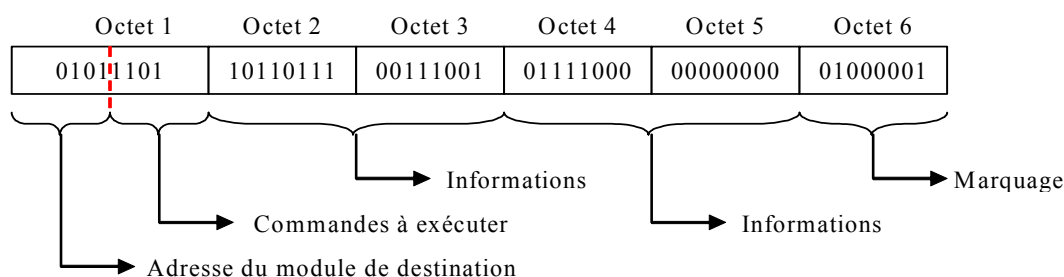 Octet 1 Octet 2 Octet 3 Octet 4 Octet 5 Octet 6
01011101 10110111 00111001 01111000 00000000 01000001
Informations Marquage
Commandes à exécuter Informations
Adresse du module de destination